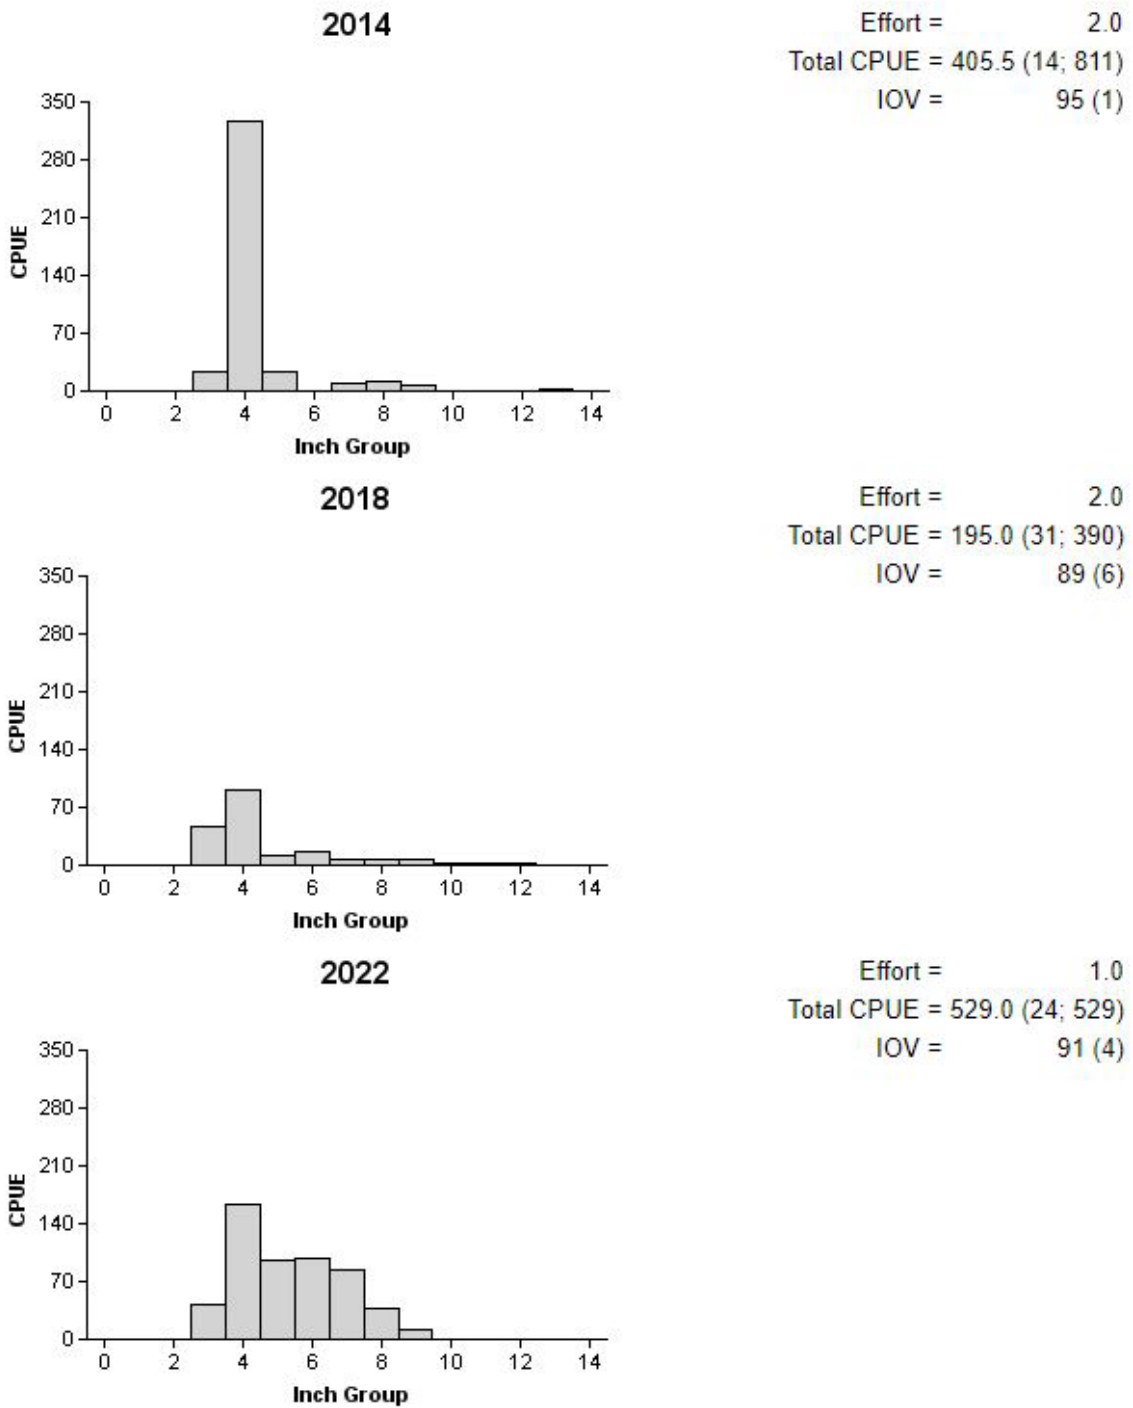 2014
Effort = 2.0
Total CPUE = 405.5 (14; 811)
IOV = 95 (1)
350
280
210
140
70
0
CPUE
0 2 4 6 8 10 12 14
Inch Group
2018
Effort = 2.0
Total CPUE = 195.0 (31; 390)
IOV = 89 (6)
350
280
210
140
70
0
CPUE
0 2 4 6 8 10 12 14
Inch Group
2022
Effort = 1.0
Total CPUE = 529.0 (24; 529)
IOV = 91 (4)
350
280
210
140
70
0
CPUE
0 2 4 6 8 10 12 14
Inch Group